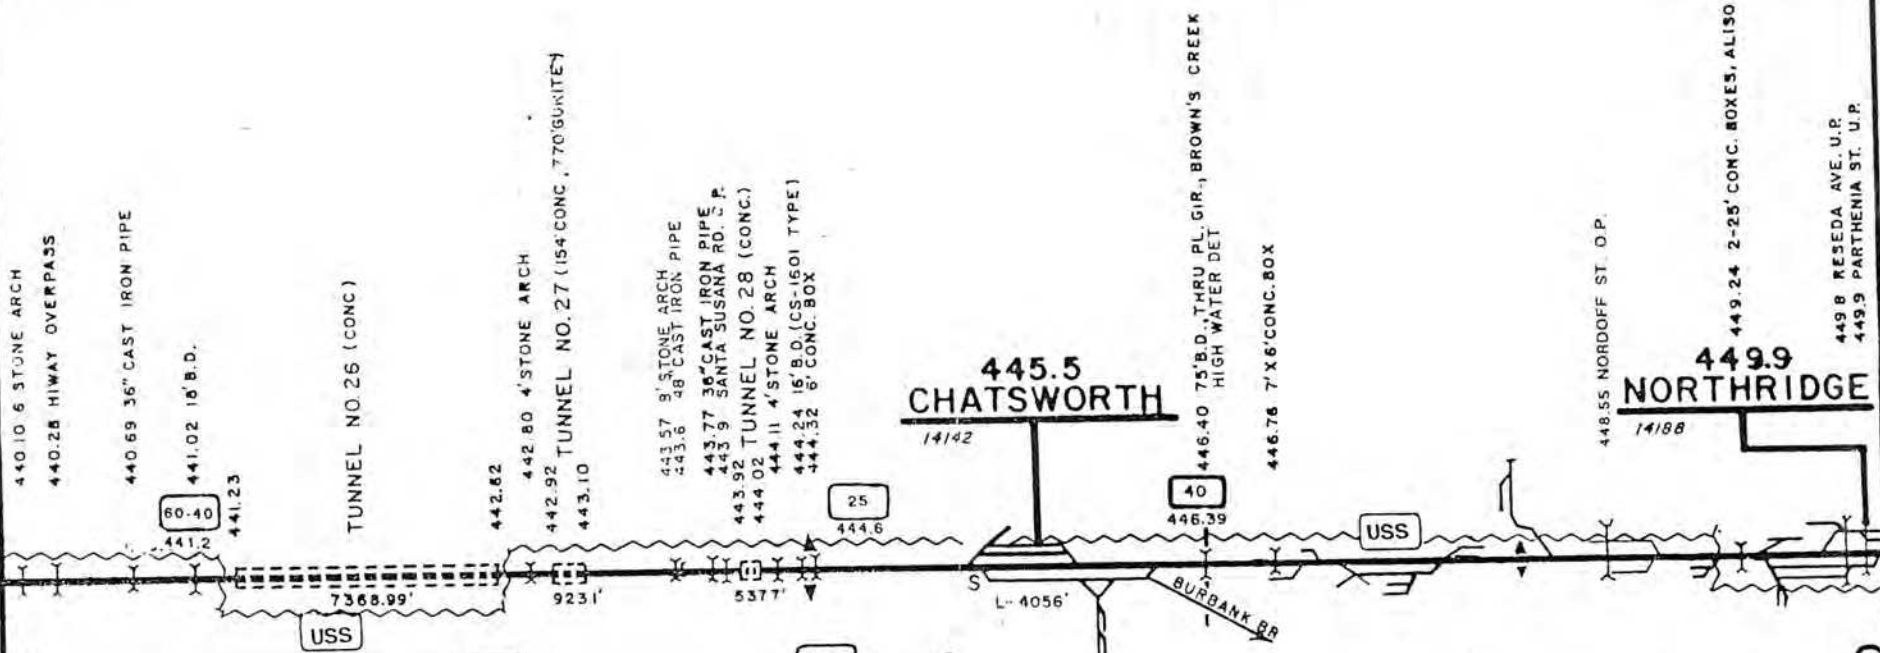 440.10 6 STONE ARCH
440.28 HIWAY OVERPASS
440.69 36" CAST IRON PIPE
441.02 18' B.D.
60-40
441.2
441.23
TUNNEL NO. 26 (CONC)
7368.99'
USS
442.62
442.80 4' STONE ARCH
442.92
TUNNEL NO. 27 (154' CONC, 770' GUNITE)
443.10
923.1'
443.57 8' STONE ARCH
443.6 48 CAST IRON PIPE
443.77 36" CAST IRON PIPE
443.9 SANTA SUSANA RD.
443.92
TUNNEL NO. 28 (CONC.)
444.02
537.7'
444.11 4' STONE ARCH
444.24 16' B.D. (CS-1601 TYPE)
444.32 6' CONC. BOX
25
444.6
445.5
CHATSWORTH
14142
S
L-4056'
BURBANK BR
40
446.39
446.40 75' B.D., THRU PL. GIR., BROWN'S CREEK
HIGH WATER DET
446.76 7' X 6' CONC. BOX
USS
448.55 NORDOFF ST. O.P.
449.24 2-25' CONC. BOXES, ALISO
449.9
NORTHRIDGE
14188
449.8 RESEDA AVE. U.P.
449.9 PARTHENIA ST. U.P.